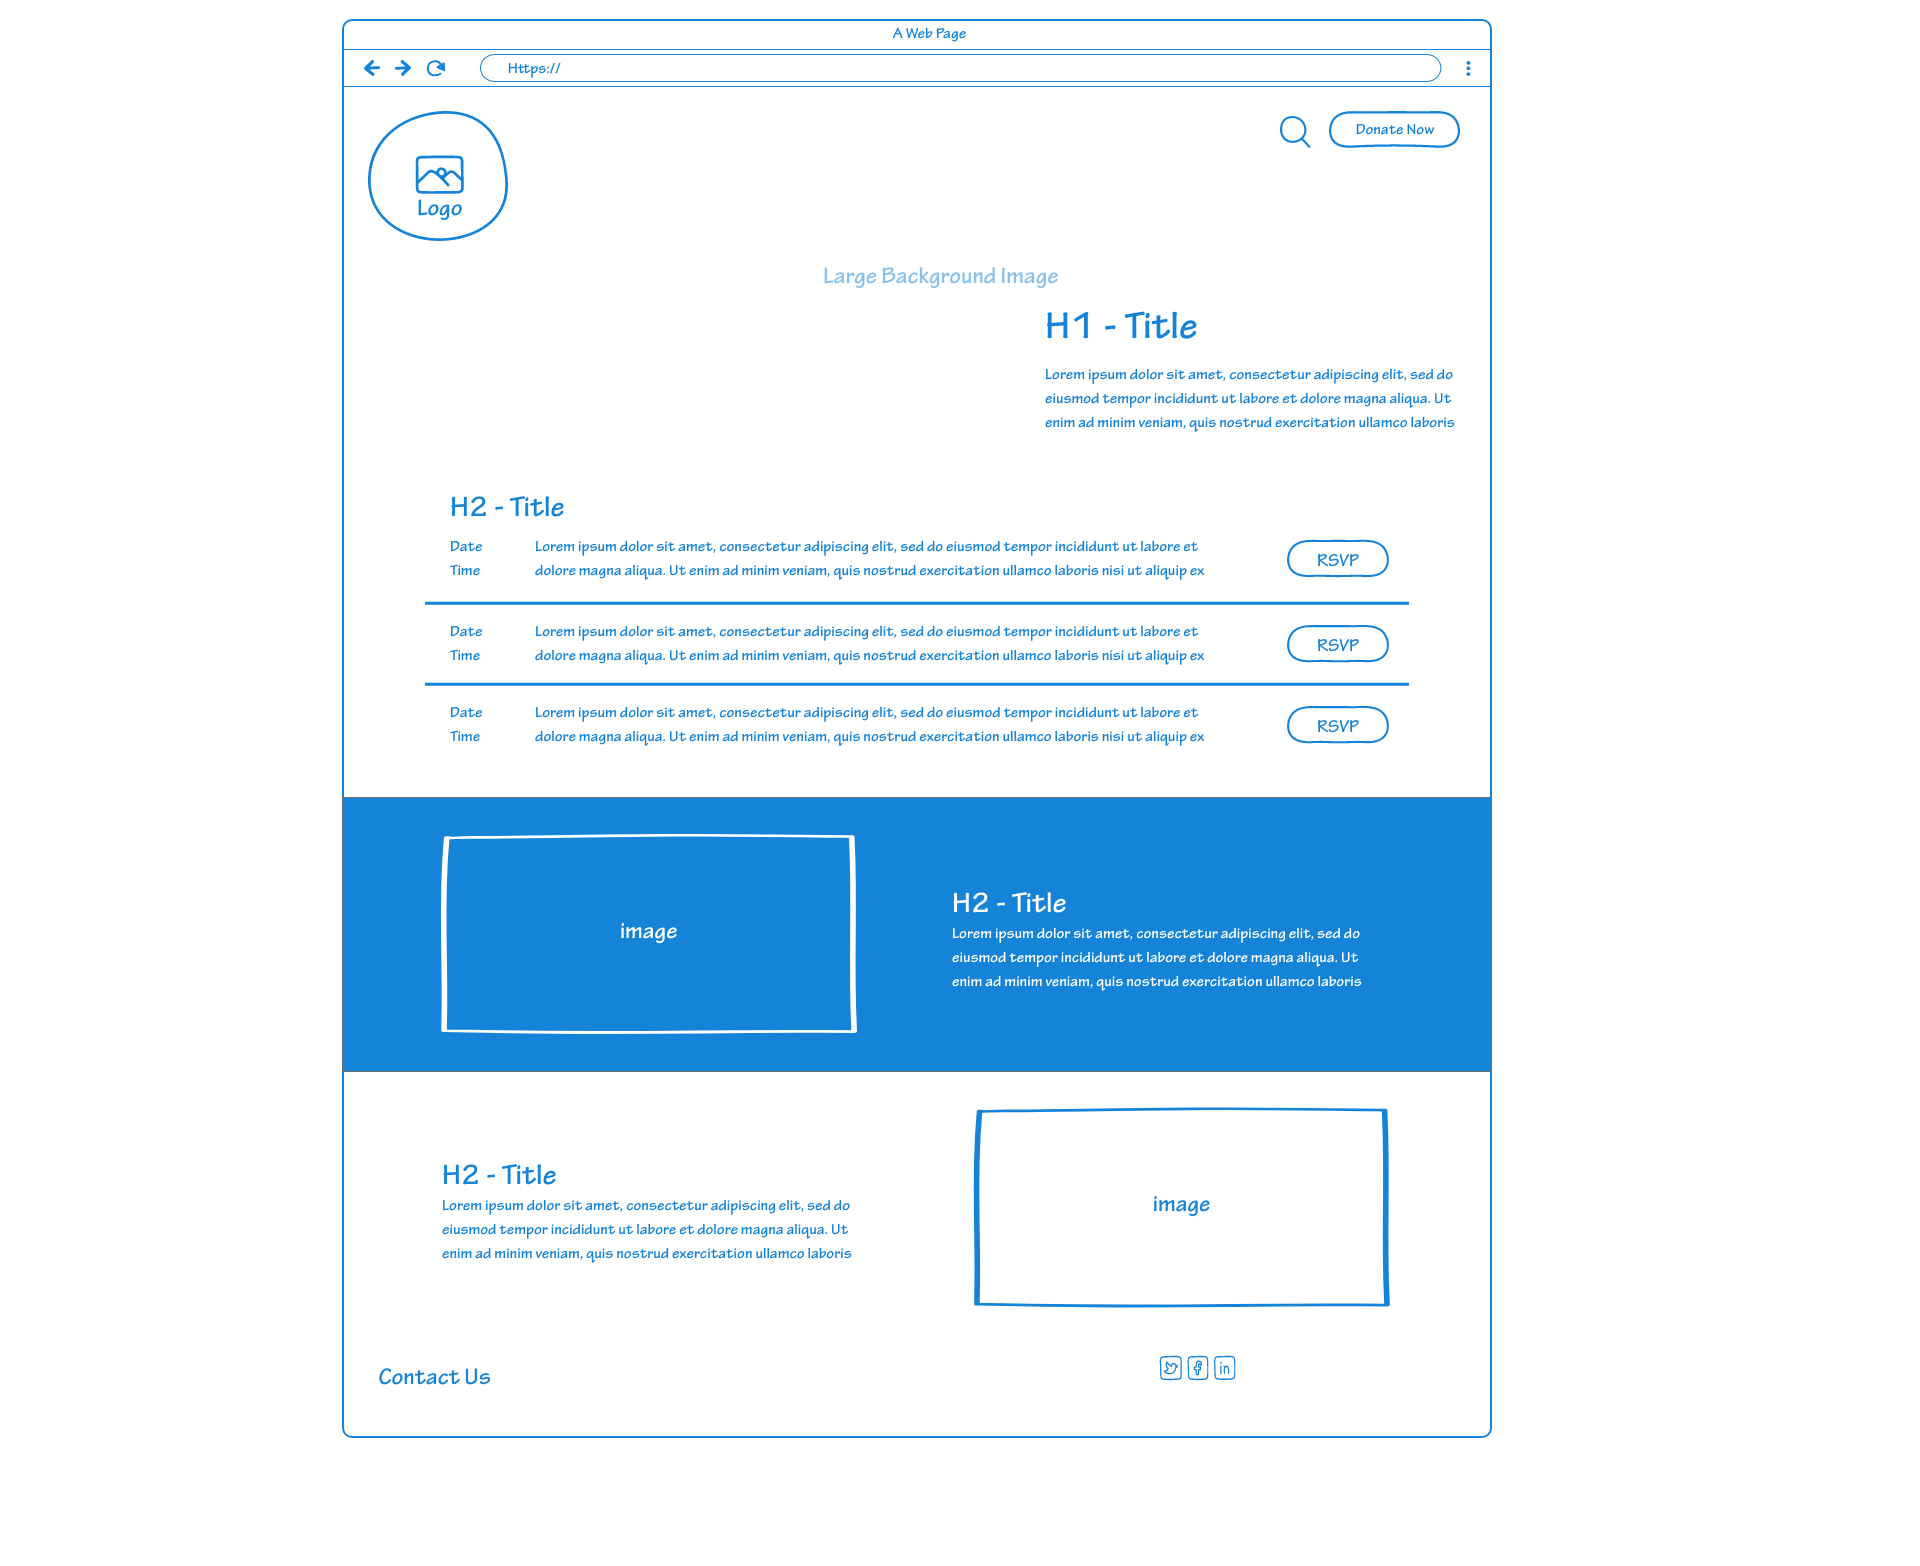 A Web Page
Https://
Donate Now
Logo
Large Background Image
H1 - Title
Lorem ipsum dolor sit amet, consectetur adipiscing elit, sed do
eiusmod tempor incididunt ut labore et dolore magna aliqua. Ut
enim ad minim veniam, quis nostrud exercitation ullamco laboris
H2 - Title
Date
Time
Lorem ipsum dolor sit amet, consectetur adipiscing elit, sed do eiusmod tempor incididunt ut labore et
dolore magna aliqua. Ut enim ad minim veniam, quis nostrud exercitation ullamco laboris nisi ut aliquip ex
RSVP
Date
Time
Lorem ipsum dolor sit amet, consectetur adipiscing elit, sed do eiusmod tempor incididunt ut labore et
dolore magna aliqua. Ut enim ad minim veniam, quis nostrud exercitation ullamco laboris nisi ut aliquip ex
RSVP
Date
Time
Lorem ipsum dolor sit amet, consectetur adipiscing elit, sed do eiusmod tempor incididunt ut labore et
dolore magna aliqua. Ut enim ad minim veniam, quis nostrud exercitation ullamco laboris nisi ut aliquip ex
RSVP
image
H2 - Title
Lorem ipsum dolor sit amet, consectetur adipiscing elit, sed do
eiusmod tempor incididunt ut labore et dolore magna aliqua. Ut
enim ad minim veniam, quis nostrud exercitation ullamco laboris
H2 - Title
Lorem ipsum dolor sit amet, consectetur adipiscing elit, sed do
eiusmod tempor incididunt ut labore et dolore magna aliqua. Ut
enim ad minim veniam, quis nostrud exercitation ullamco laboris
image
Contact Us
f
in